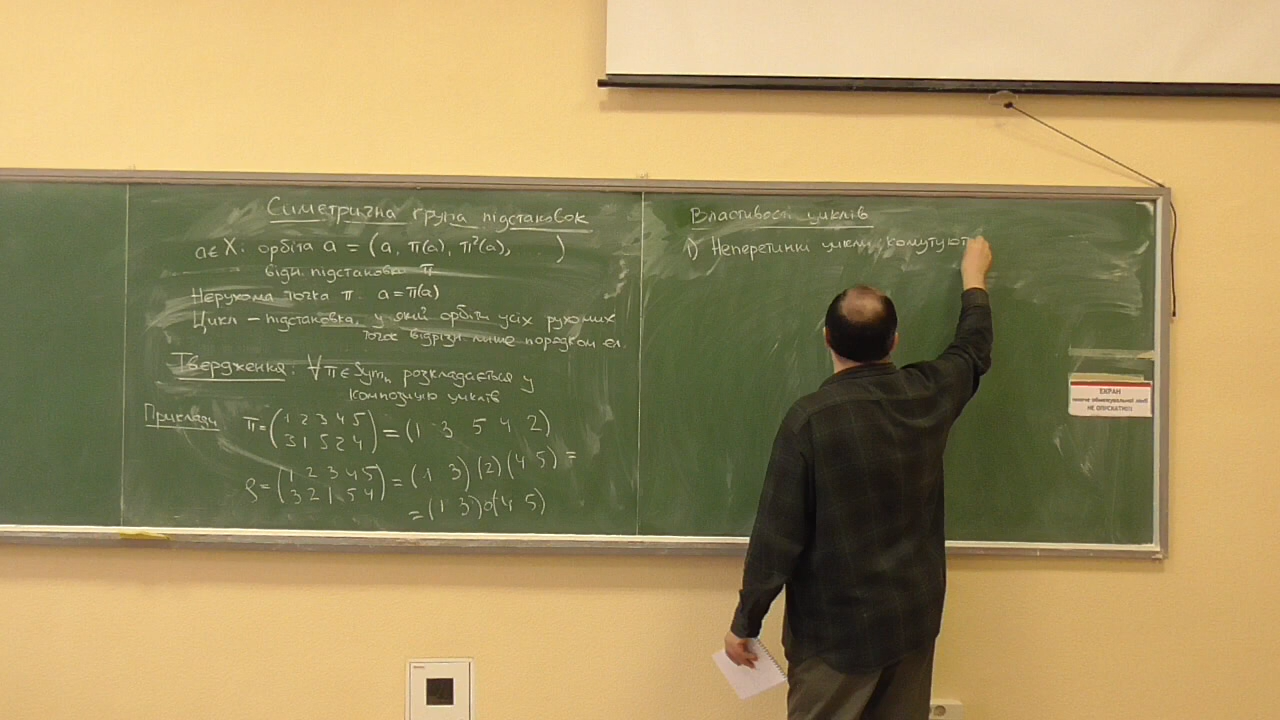 Симетрична група підстановок
a∈X: орбіта a = (a, π(a), π²(a), ... )
відн. підстановки π
Нерухома точка π: a=π(a)
Цикл – підстановка, у якій орбіти усіх рухомих
точок відрізн. лише порядком ел.
Твердження: ∀π∈Symₙ розкладається у
композицію циклів
Приклади π=(1 2 3 4 5
3 1 5 2 4)=(1 3 5 4 2)
ρ=(1 2 3 4 5
3 2 1 5 4)=(1 3)(2)(4 5)=
=(1 3)∘(4 5)
Властивості циклів
1) Неперетинні цикли комутують
ЕКРАН
нижче обмежувальної лінії
НЕ ОПУСКАТИ!!!